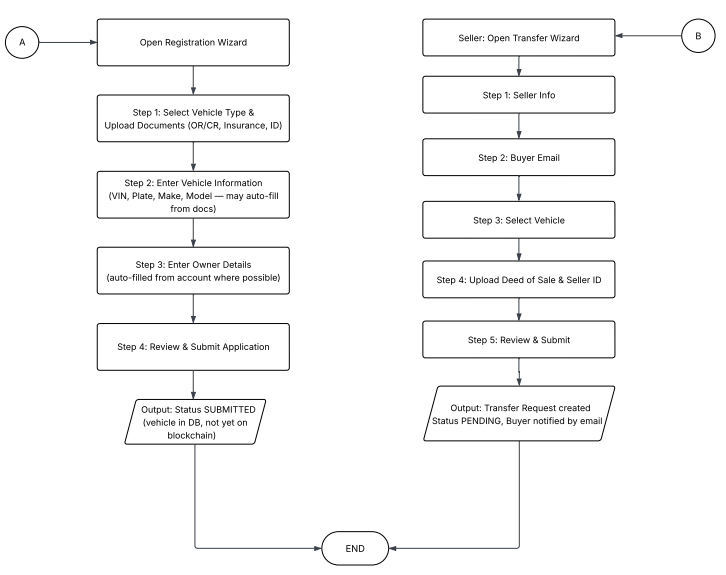 A
Open Registration Wizard
Step 1: Select Vehicle Type &
Upload Documents (OR/CR, Insurance, ID)
Step 2: Enter Vehicle Information
(VIN, Plate, Make, Model — may auto-fill
from docs)
Step 3: Enter Owner Details
(auto-filled from account where possible)
Step 4: Review & Submit Application
Output: Status SUBMITTED
(vehicle in DB, not yet on
blockchain)
B
Seller: Open Transfer Wizard
Step 1: Seller Info
Step 2: Buyer Email
Step 3: Select Vehicle
Step 4: Upload Deed of Sale & Seller ID
Step 5: Review & Submit
Output: Transfer Request created
Status PENDING, Buyer notified by email
END